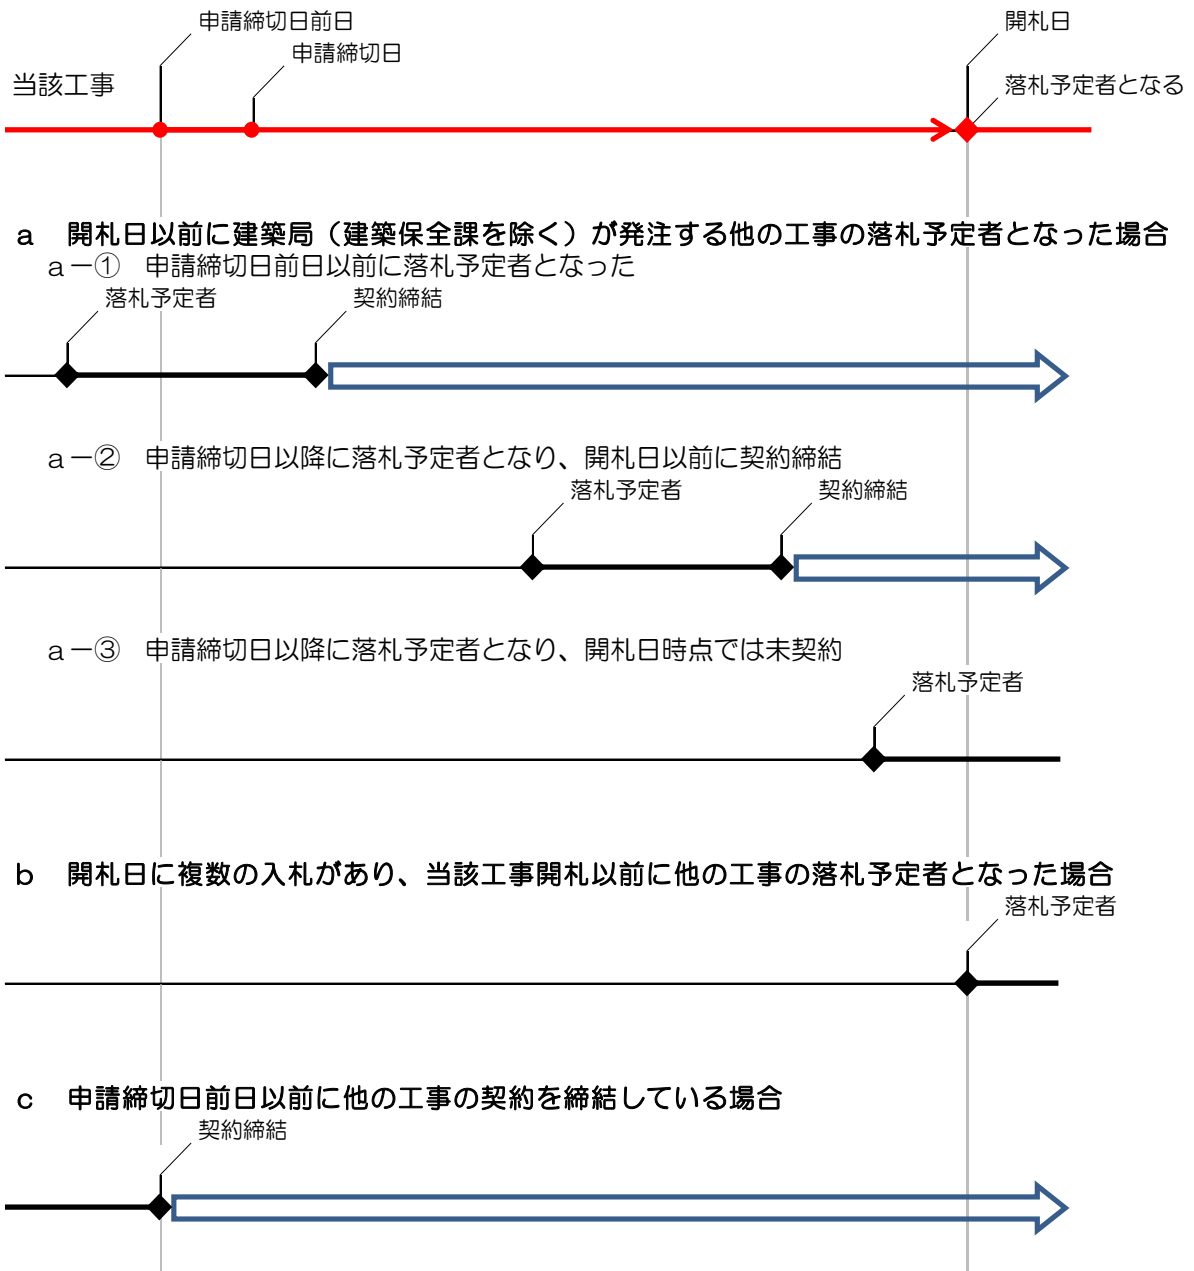 申請締切日前日
開札日
申請締切日
当該工事
落札予定者となる
a　開札日以前に建築局（建築保全課を除く）が発注する他の工事の落札予定者となった場合
a－①　申請締切日前日以前に落札予定者となった
落札予定者
契約締結
a－②　申請締切日以降に落札予定者となり、開札日以前に契約締結
落札予定者
契約締結
a－③　申請締切日以降に落札予定者となり、開札日時点では未契約
落札予定者
b　開札日に複数の入札があり、当該工事開札以前に他の工事の落札予定者となった場合
落札予定者
c　申請締切日前日以前に他の工事の契約を締結している場合
契約締結